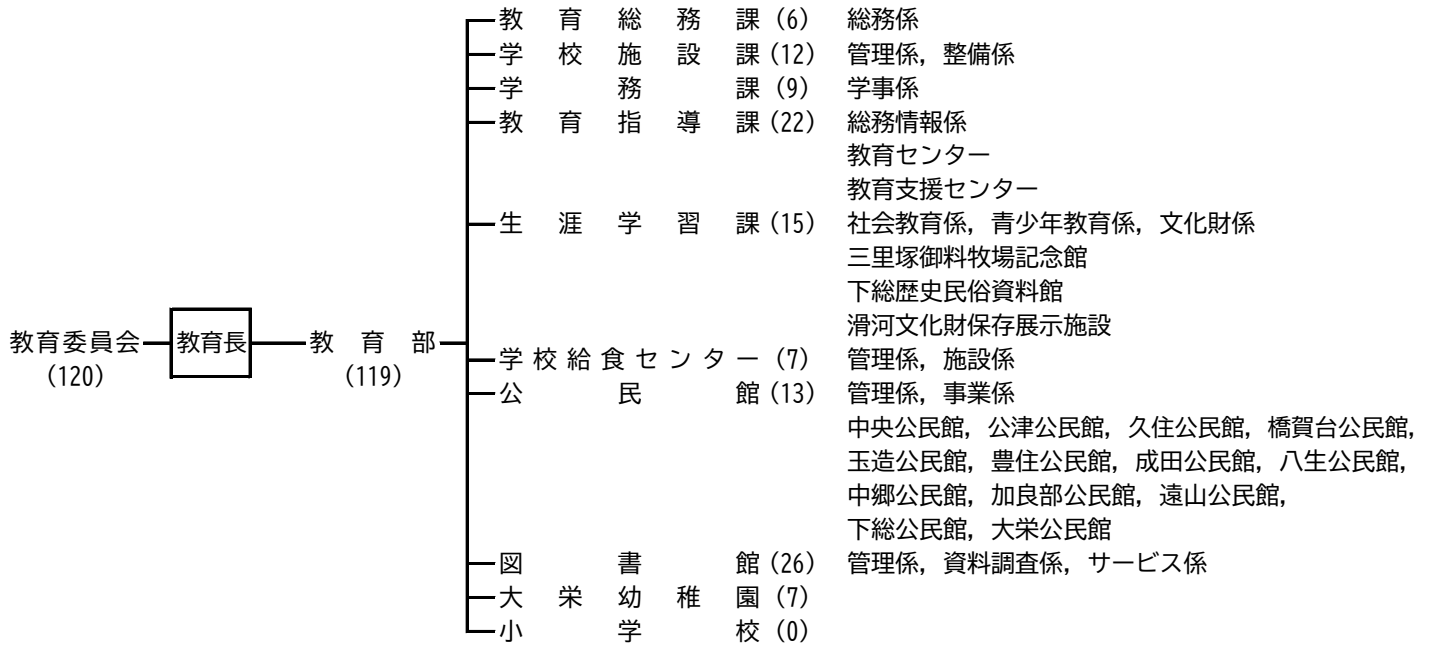 教育総務課(6) 総務係
学校施設課(12) 管理係，整備係
学務課(9) 学事係
教育指導課(22) 総務情報係
教育センター
教育支援センター
生涯学習課(15) 社会教育係，青少年教育係，文化財係
三里塚御料牧場記念館
下総歴史民俗資料館
滑河文化財保存展示施設
教育委員会 教育長 教育部
(120) (119)
学校給食センター(7) 管理係，施設係
公民館(13) 管理係，事業係
中央公民館，公津公民館，久住公民館，橋賀台公民館，
玉造公民館，豊住公民館，成田公民館，八生公民館，
中郷公民館，加良部公民館，遠山公民館，
下総公民館，大栄公民館
図書館(26) 管理係，資料調査係，サービス係
大栄幼稚園(7)
小学校(0)